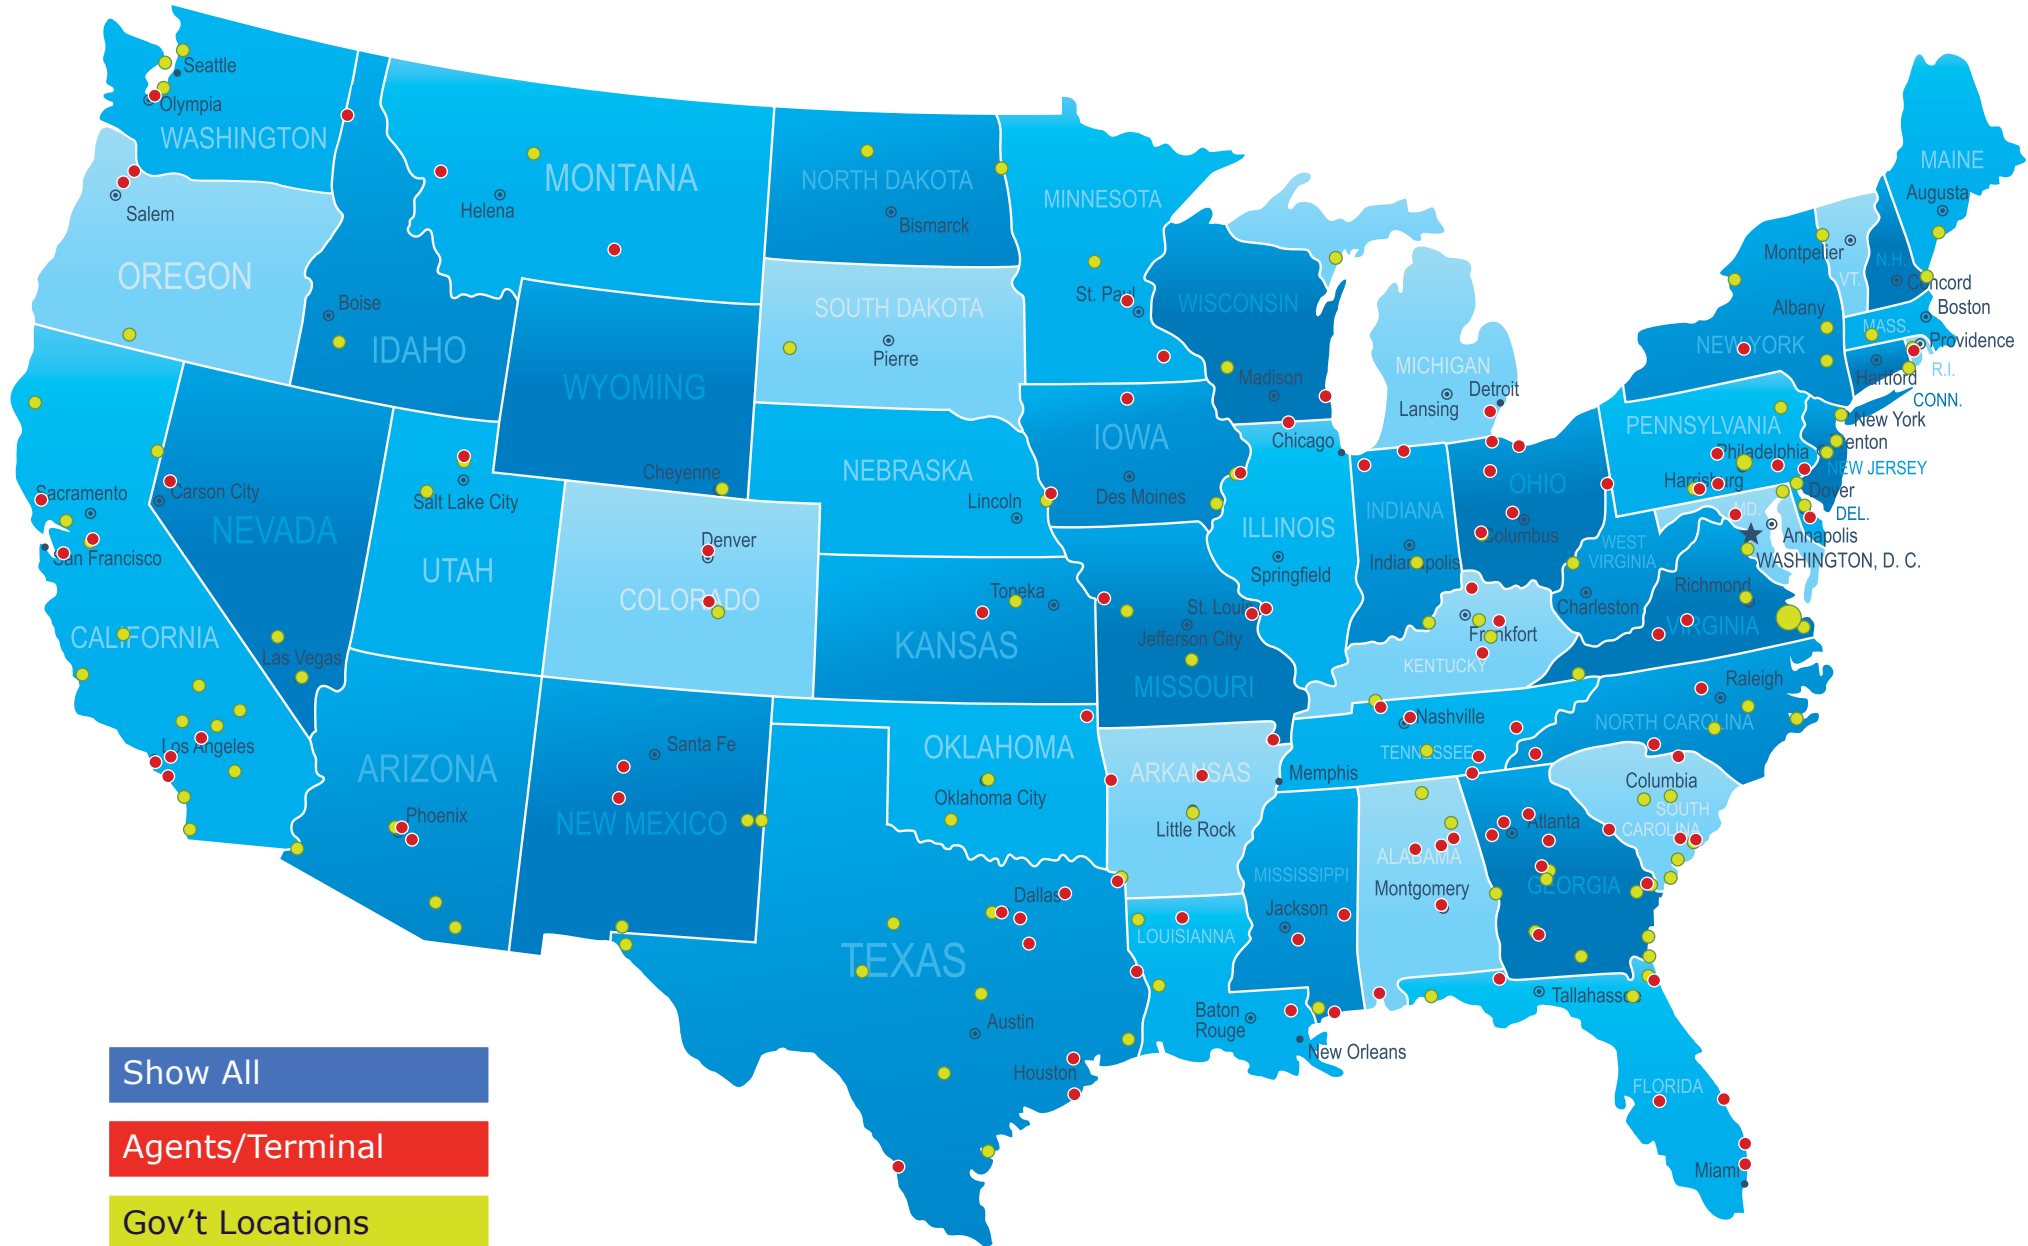 Seattle
Olympia
WASHINGTON
MONTANA
Helena
NORTH DAKOTA
Bismarck
MINNESOTA
St. Paul
MAINE
Augusta
Salem
OREGON
Boise
IDAHO
WYOMING
Cheyenne
SOUTH DAKOTA
Pierre
WISCONSIN
Madison
MICHIGAN
Lansing
Detroit
Montpelier
VT.
N.H.
Concord
Boston
Albany
MASS.
Providence
NEW YORK
Hartford
R.I.
CONN.
New York
PENNSYLVANIA
Philadelphia
enton
NEW JERSEY
Harrisburg
Dover
DEL.
MD.
Annapolis
WASHINGTON, D. C.
Sacramento
Carson City
NEVADA
San Francisco
CALIFORNIA
Las Vegas
Los Angeles
Salt Lake City
UTAH
Denver
COLORADO
NEBRASKA
Lincoln
IOWA
Des Moines
Chicago
ILLINOIS
Springfield
INDIANA
Indianapolis
OHIO
Columbus
WEST
VIRGINIA
Charleston
Richmond
VIRGINIA
Topeka
KANSAS
St. Louis
Jefferson City
MISSOURI
Frankfort
KENTUCKY
Raleigh
NORTH CAROLINA
ARIZONA
Phoenix
Santa Fe
NEW MEXICO
OKLAHOMA
Oklahoma City
ARKANSAS
Little Rock
Memphis
Nashville
TENNESSEE
Columbia
SOUTH
CAROLINA
Atlanta
GEORGIA
ALABAMA
Montgomery
MISSISSIPPI
Jackson
Dallas
TEXAS
Austin
Houston
LOUISIANNA
Baton
Rouge
New Orleans
Tallahassee
FLORIDA
Miami
Show All
Agents/Terminal
Gov’t Locations